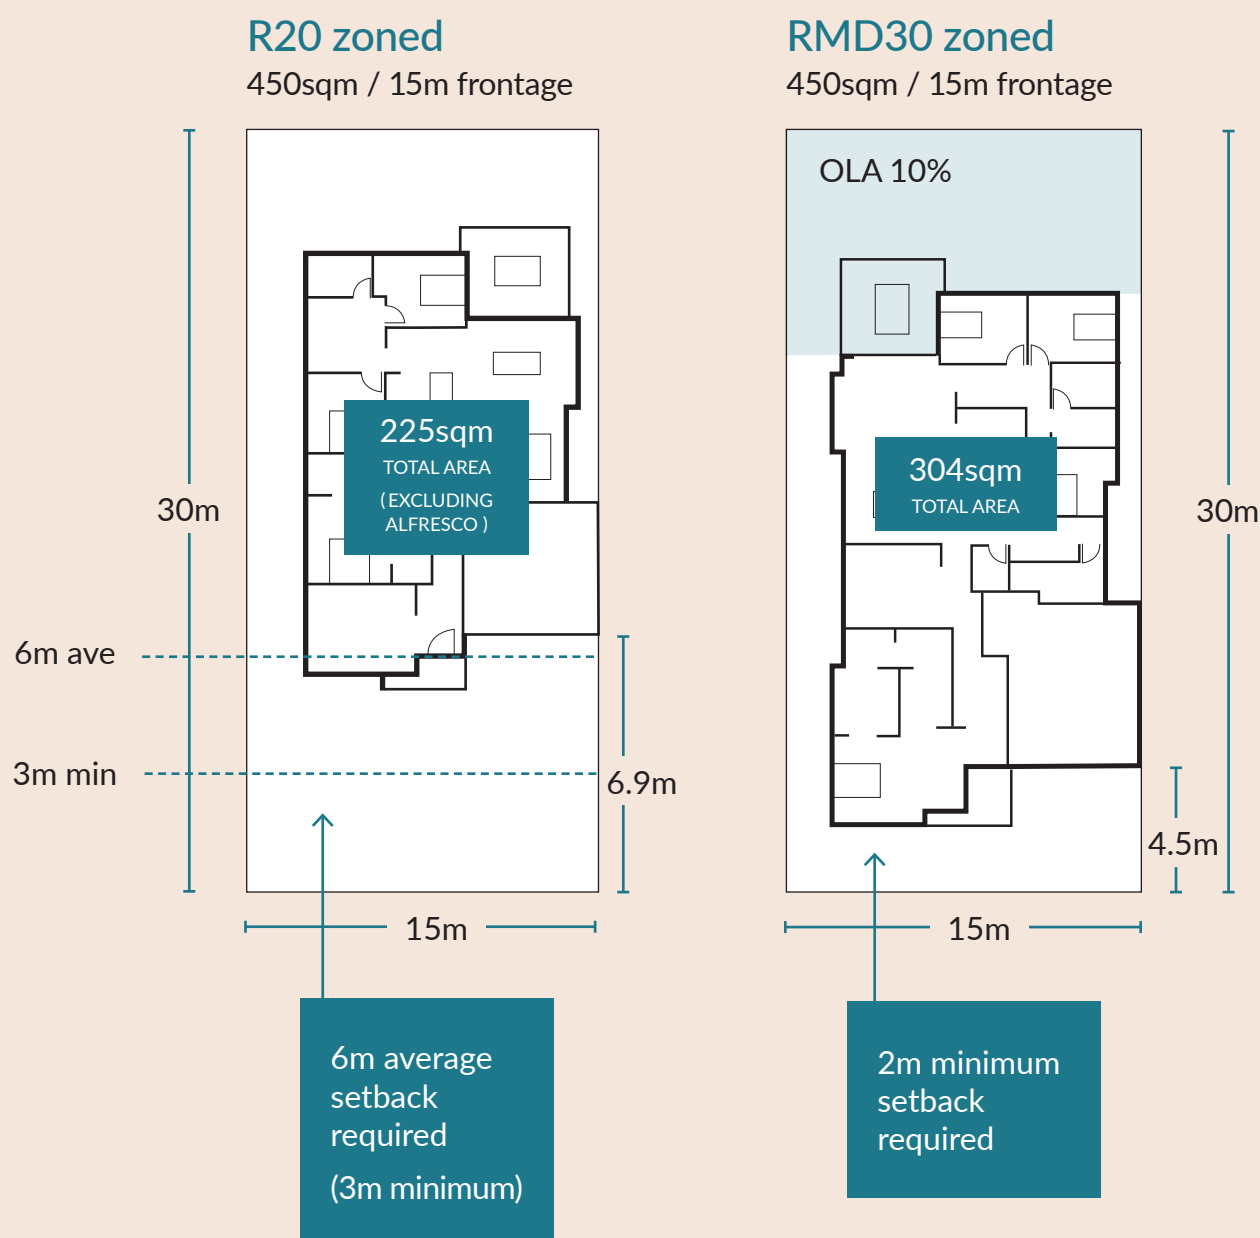 R20 zoned
450sqm / 15m frontage
225sqm
TOTAL AREA
(EXCLUDING
ALFRESCO )
30m
6m ave
3m min
6.9m
15m
6m average
setback
required
(3m minimum)
RMD30 zoned
450sqm / 15m frontage
OLA 10%
304sqm
TOTAL AREA
30m
4.5m
15m
2m minimum
setback
required